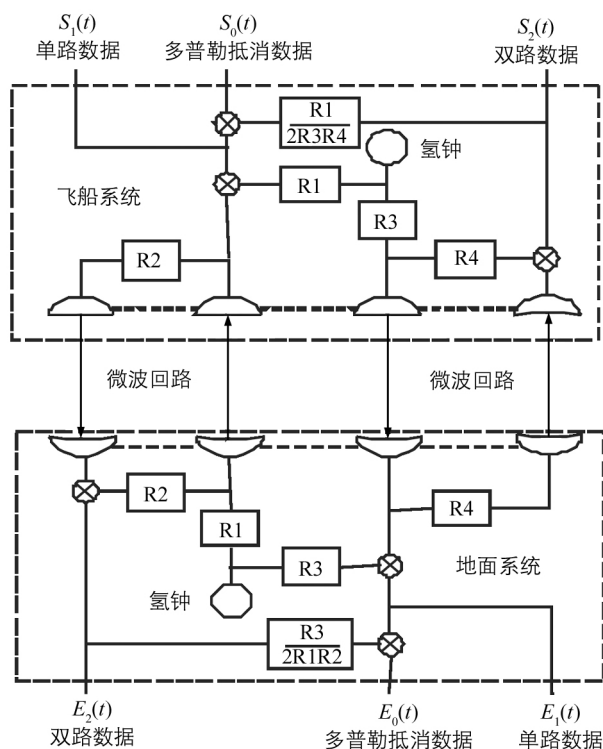 S₁(t)
单路数据
S₀(t)
多普勒抵消数据
S₂(t)
双路数据
R1
2R3R4
氢钟
飞船系统
R1
R3
R2
R4
微波回路
微波回路
R2
R4
R1
R3
地面系统
氢钟
R3
2R1R2
E₂(t)
双路数据
E₀(t)
多普勒抵消数据
E₁(t)
单路数据